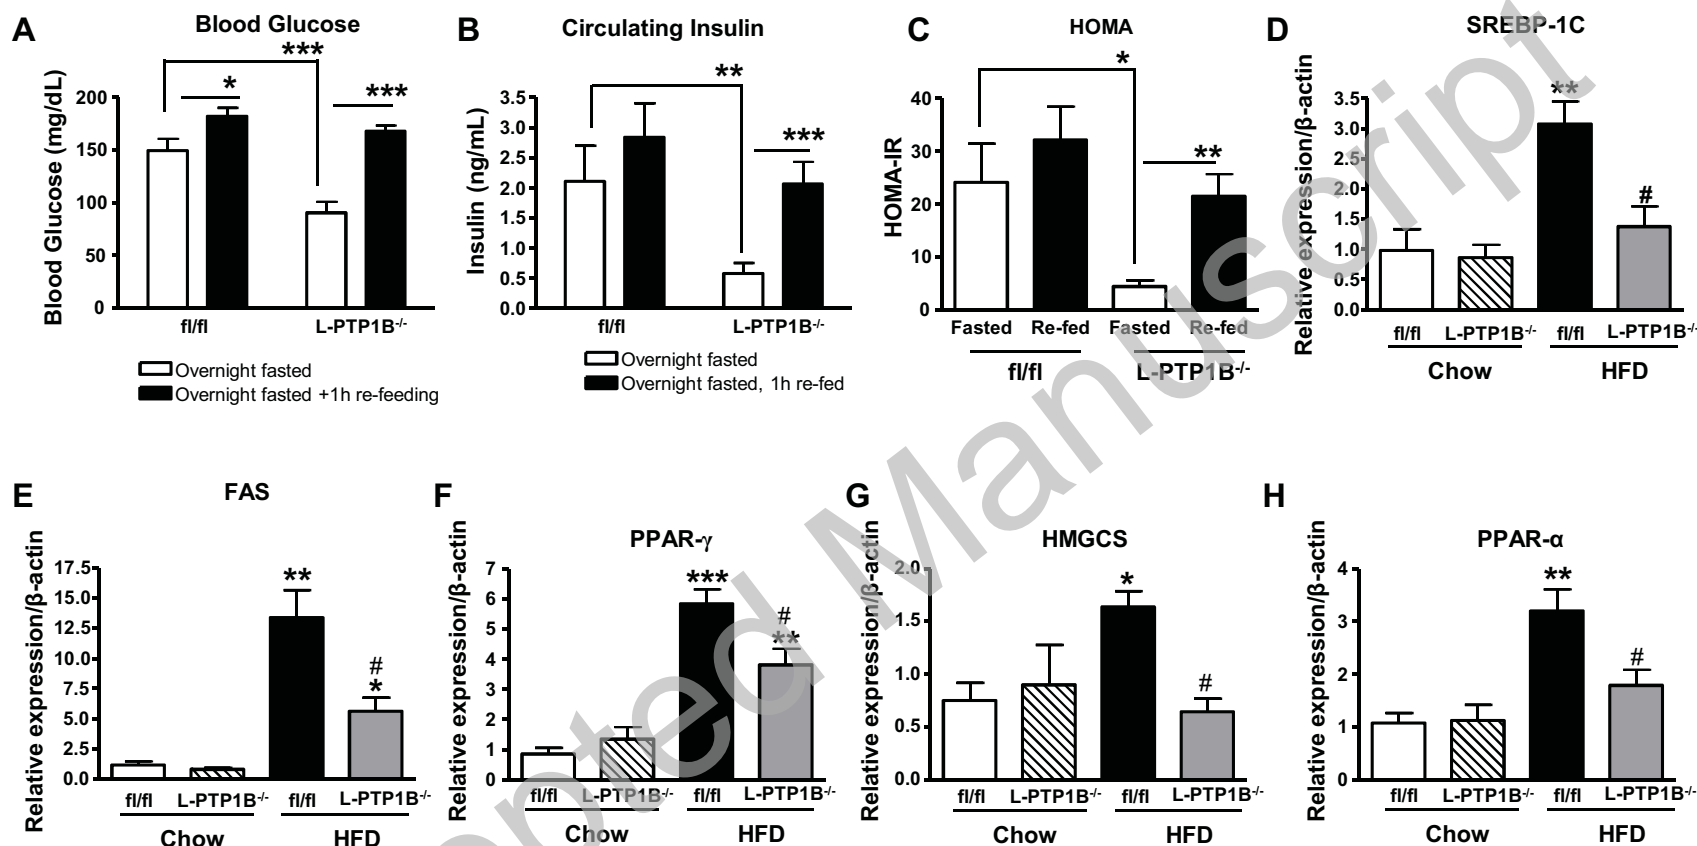 A
Blood Glucose
***
*
***
Blood Glucose (mg/dL)
200
150
100
50
0
fl/fl
L-PTP1B-/-
Overnight fasted
Overnight fasted +1h re-feeding
B
Circulating Insulin
**
***
Insulin (ng/mL)
3.5
3.0
2.5
2.0
1.5
1.0
0.5
0.0
fl/fl
L-PTP1B-/-
Overnight fasted
Overnight fasted, 1h re-fed
C
HOMA
*
**
HOMA-IR
40
30
20
10
0
Fasted Re-fed Fasted Re-fed
fl/fl
L-PTP1B-/-
D
SREBP-1C
**
#
Relative expression/β-actin
3.5
3.0
2.5
2.0
1.5
1.0
0.5
0.0
fl/fl L-PTP1B-/- fl/fl L-PTP1B-/-
Chow HFD
E
FAS
**
#
*
Relative expression/β-actin
17.5
15.0
12.5
10.0
7.5
5.0
2.5
0.0
fl/fl L-PTP1B-/- fl/fl L-PTP1B-/-
Chow HFD
F
PPAR-γ
***
#
**
Relative expression/β-actin
7
6
5
4
3
2
1
0
fl/fl L-PTP1B-/- fl/fl L-PTP1B-/-
Chow HFD
G
HMGCS
*
#
Relative expression/β-actin
2.0
1.5
1.0
0.5
0.0
fl/fl L-PTP1B-/- fl/fl L-PTP1B-/-
Chow HFD
H
PPAR-α
**
#
Relative expression/β-actin
4
3
2
1
0
fl/fl L-PTP1B-/- fl/fl L-PTP1B-/-
Chow HFD
pted Manuscript